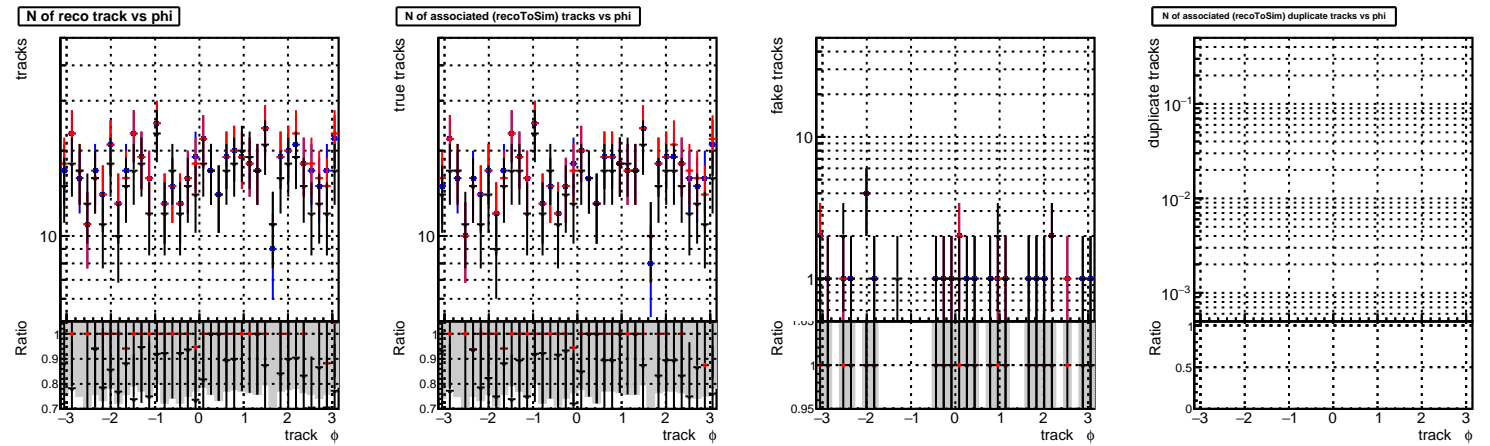 N of reco track vs phi
tracks
10
Ratio
1
0.9
0.8
0.7
−3 −2 −1 0 1 2 3
track φ
N of associated (recoToSim) tracks vs phi
true tracks
10
Ratio
1
0.9
0.8
0.7
−3 −2 −1 0 1 2 3
track φ
fake tracks
10
1
Ratio
1.05
1
0.95
−3 −2 −1 0 1 2 3
track φ
N of associated (recoToSim) duplicate tracks vs phi
duplicate tracks
10−1
10−2
10−3
Ratio
1
0.5
0
−3 −2 −1 0 1 2 3
track φ